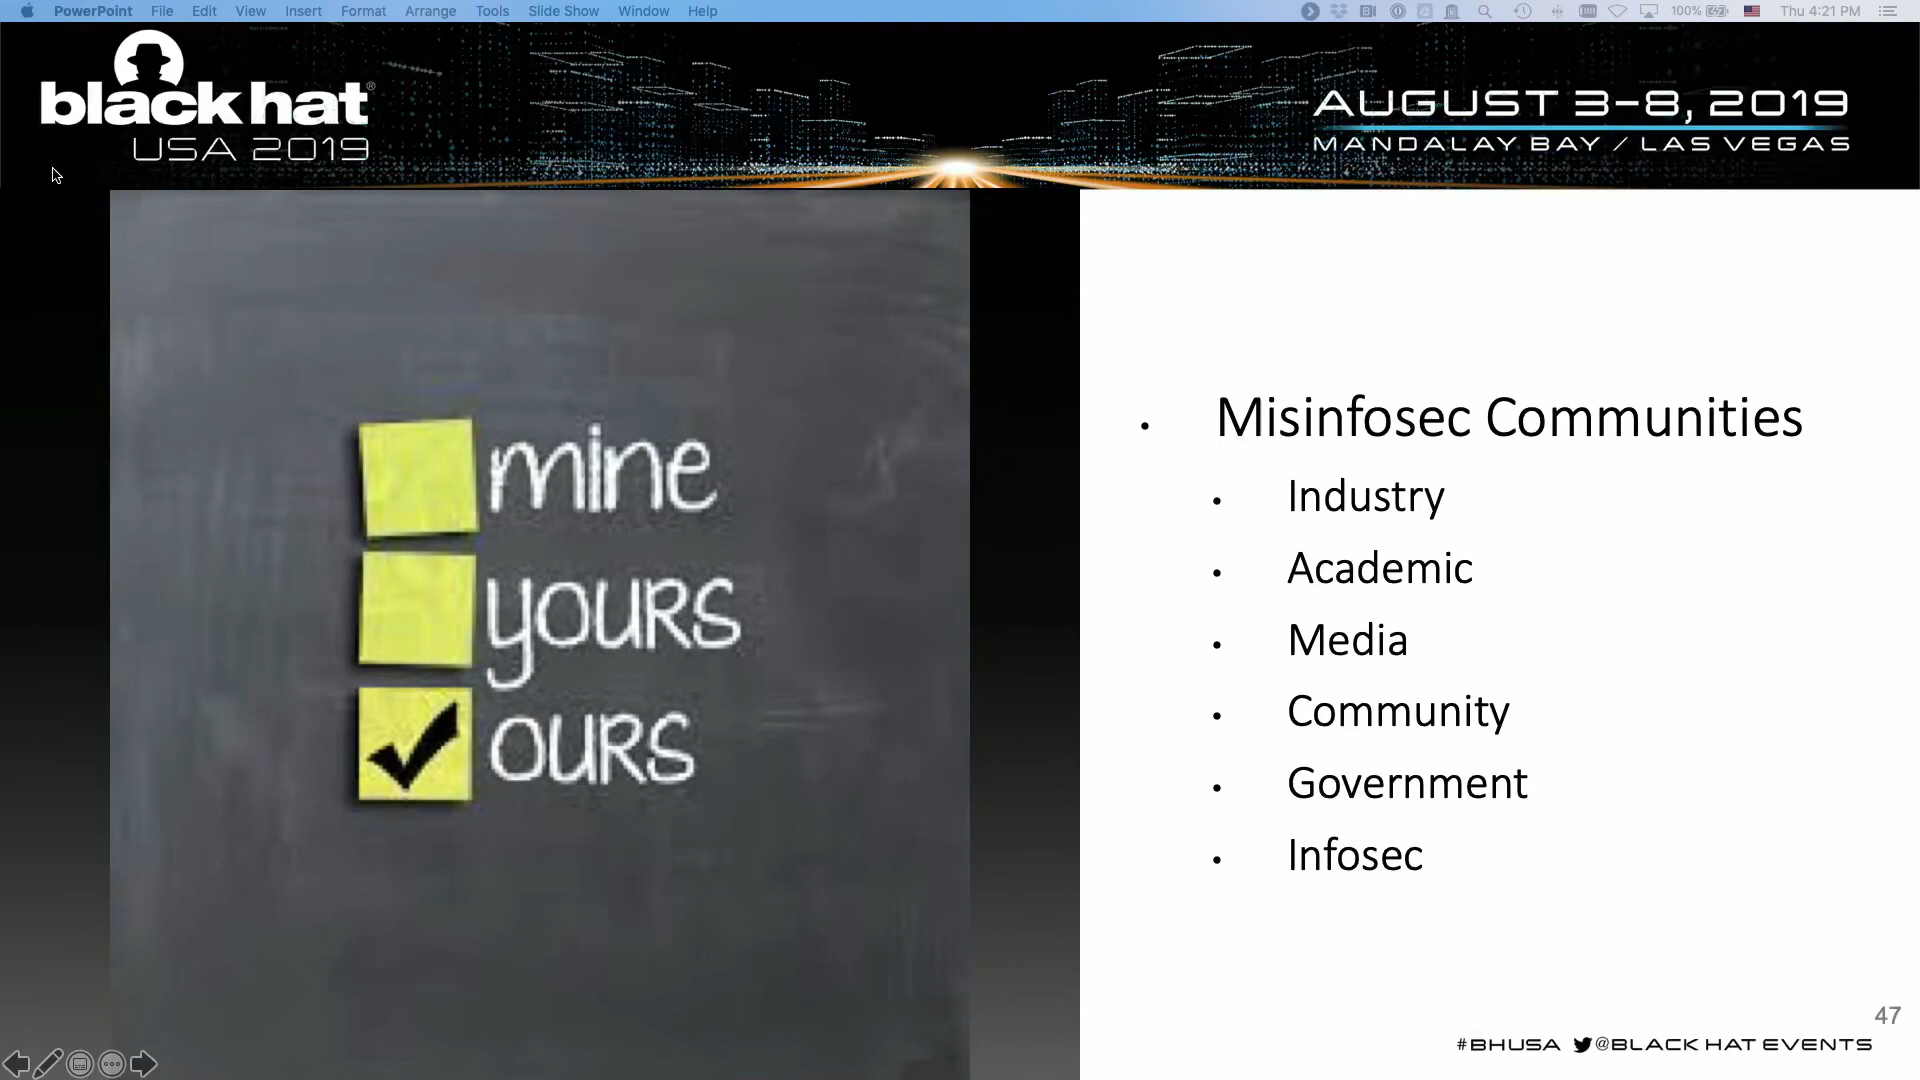 PowerPoint File Edit View Insert Format Arrange Tools Slide Show Window Help 100% Thu 4:21 PM
black hat®
USA 2019
AUGUST 3-8, 2019
MANDALAY BAY / LAS VEGAS
mine
yours
ours
• Misinfosec Communities
• Industry
• Academic
• Media
• Community
• Government
• Infosec
47
#BHUSA @BLACK HAT EVENTS